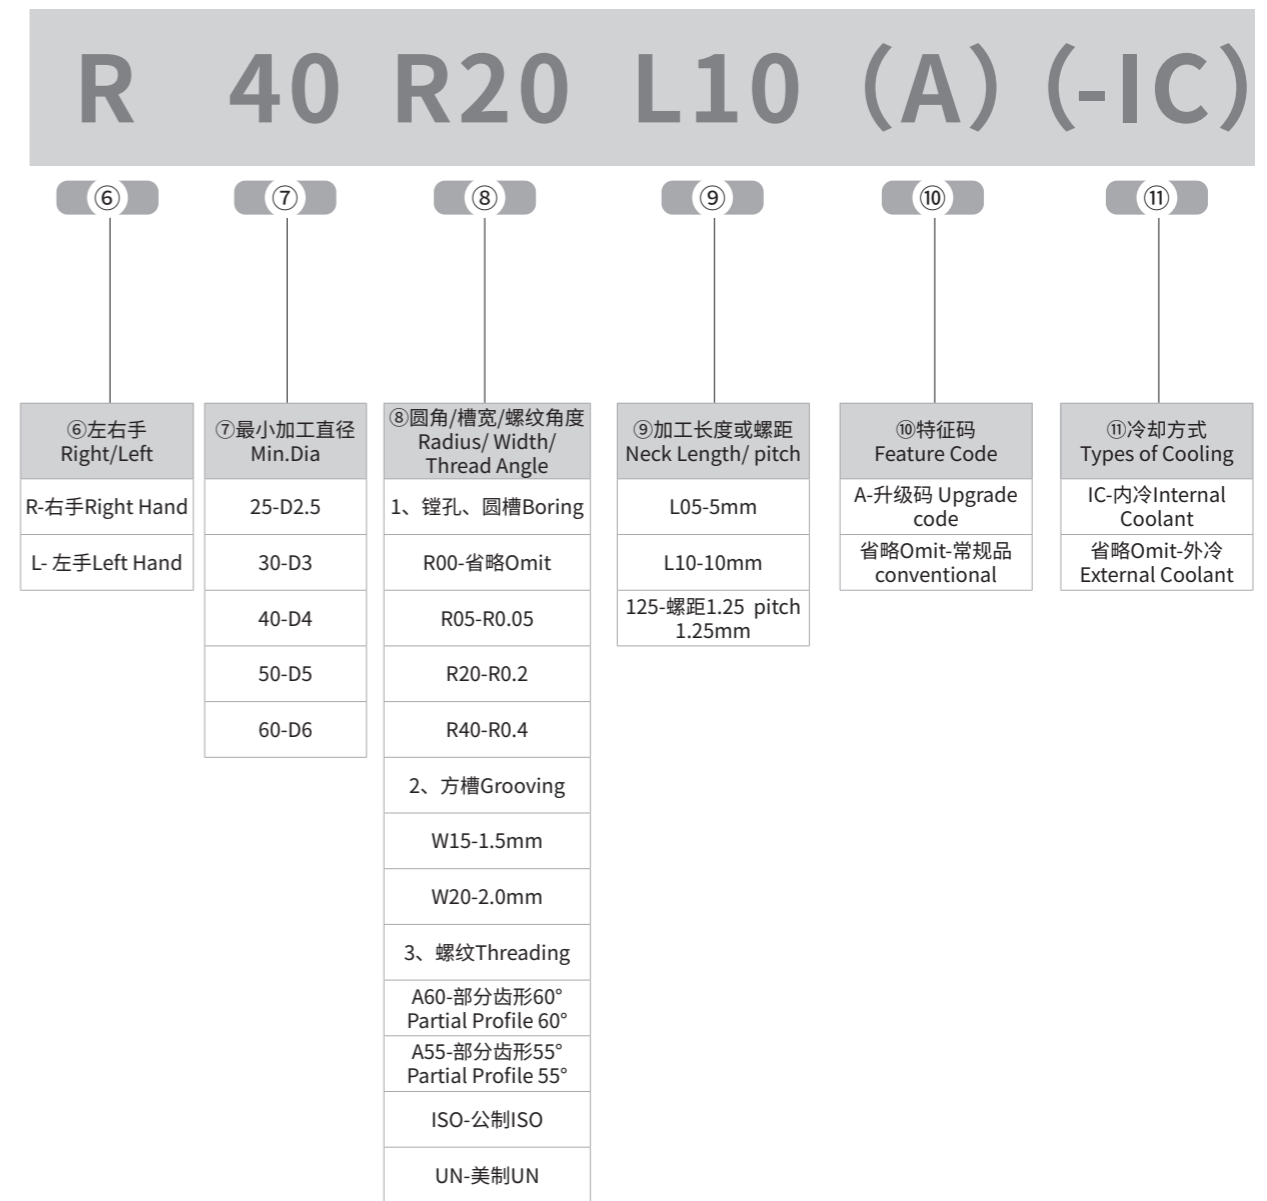 R 40 R20 L10 （A）（-IC）
⑥ ⑦ ⑧ ⑨ ⑩ ⑪
⑥左右手
Right/Left
R-右手Right Hand
L- 左手Left Hand
⑦最小加工直径
Min.Dia
25-D2.5
30-D3
40-D4
50-D5
60-D6
⑧圆角/槽宽/螺纹角度
Radius/ Width/
Thread Angle
1、镗孔、圆槽Boring
R00-省略Omit
R05-R0.05
R20-R0.2
R40-R0.4
2、方槽Grooving
W15-1.5mm
W20-2.0mm
3、螺纹Threading
A60-部分齿形60°
Partial Profile 60°
A55-部分齿形55°
Partial Profile 55°
ISO-公制ISO
UN-美制UN
⑨加工长度或螺距
Neck Length/ pitch
L05-5mm
L10-10mm
125-螺距1.25 pitch
1.25mm
⑩特征码
Feature Code
A-升级码 Upgrade
code
省略Omit-常规品
conventional
⑪冷却方式
Types of Cooling
IC-内冷Internal
Coolant
省略Omit-外冷
External Coolant